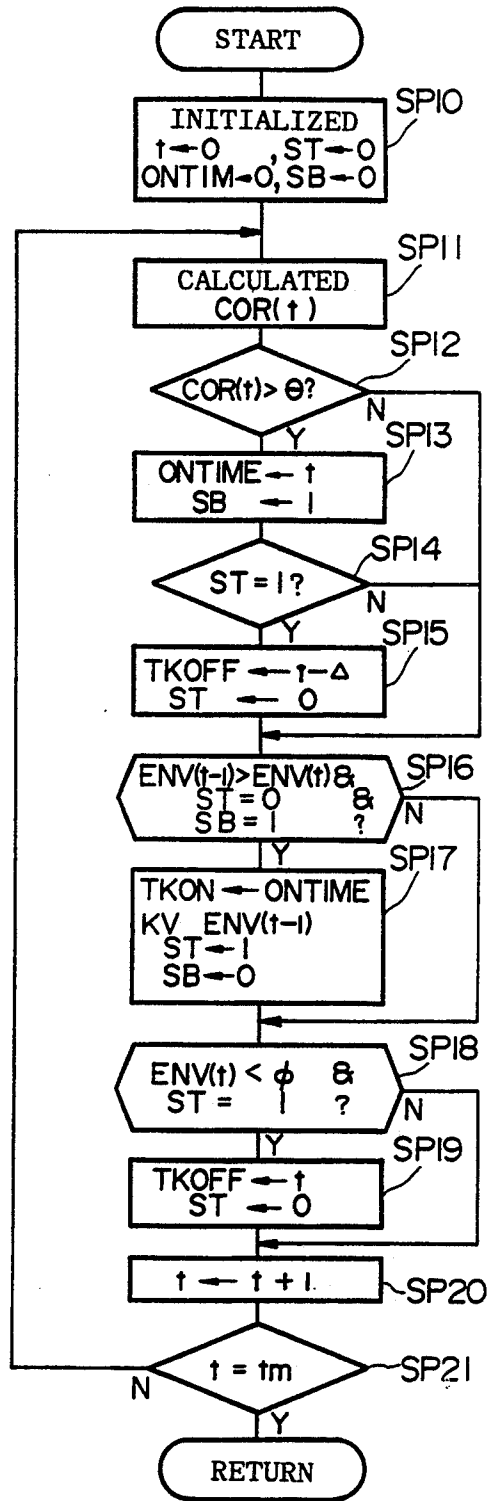 START
SP10
INITIALIZED
t←0 , ST←0
ONTIM←0, SB←0
SP11
CALCULATED
COR(t)
SP12
COR(t) > θ?
N
Y
SP13
ONTIME ← t
SB ← 1
SP14
ST = 1?
N
Y
SP15
TKOFF ← t−Δ
ST ← 0
SP16
ENV(t−1)>ENV(t) &
ST = 0 &
SB = 1 ?
N
Y
SP17
TKON ← ONTIME
KV ENV(t−1)
ST←1
SB←0
SP18
ENV(t) < φ &
ST = 1 ?
N
Y
SP19
TKOFF ← t
ST ← 0
t ← t + 1
SP20
t = tm
SP21
N
Y
RETURN